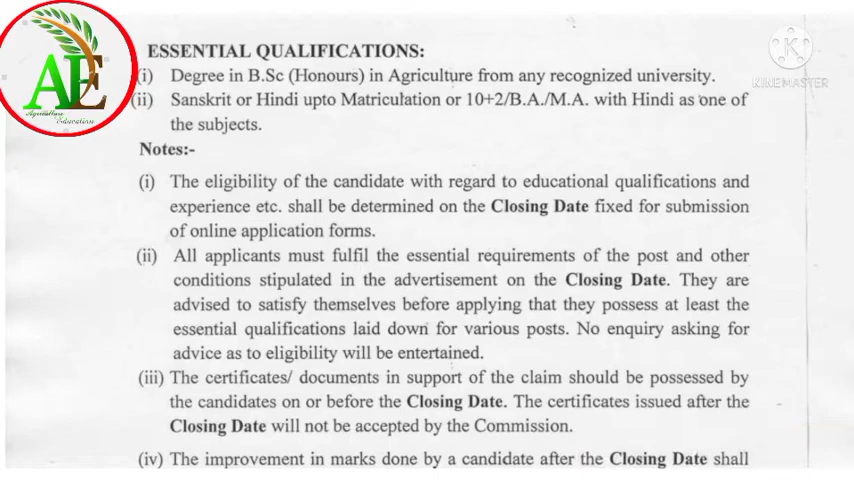 ESSENTIAL QUALIFICATIONS:
(i) Degree in B.Sc (Honours) in Agriculture from any recognized university.
(ii) Sanskrit or Hindi upto Matriculation or 10+2/B.A./M.A. with Hindi as one of
the subjects.
Notes:-
(i) The eligibility of the candidate with regard to educational qualifications and
experience etc. shall be determined on the Closing Date fixed for submission
of online application forms.
(ii) All applicants must fulfil the essential requirements of the post and other
conditions stipulated in the advertisement on the Closing Date. They are
advised to satisfy themselves before applying that they possess at least the
essential qualifications laid down for various posts. No enquiry asking for
advice as to eligibility will be entertained.
(iii) The certificates/ documents in support of the claim should be possessed by
the candidates on or before the Closing Date. The certificates issued after the
Closing Date will not be accepted by the Commission.
(iv) The improvement in marks done by a candidate after the Closing Date shall
AE
Agriculture
Education
K
KINEMASTER